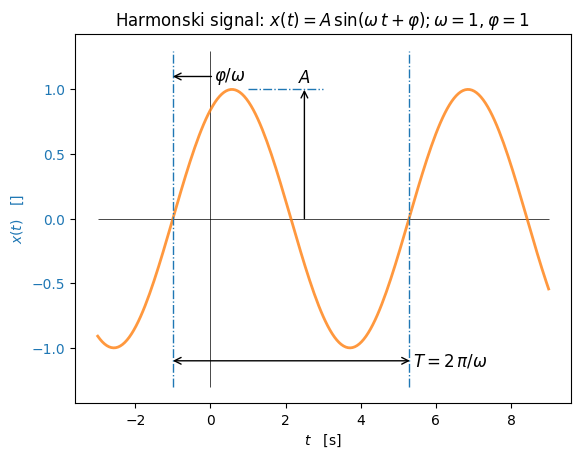 Harmonski signal: x(t) = A sin(ω t + φ); ω = 1, φ = 1
φ/ω
A
1.0
0.5
0.0
−0.5
−1.0
x(t) []
T = 2 π/ω
−2 0 2 4 6 8
t [s]